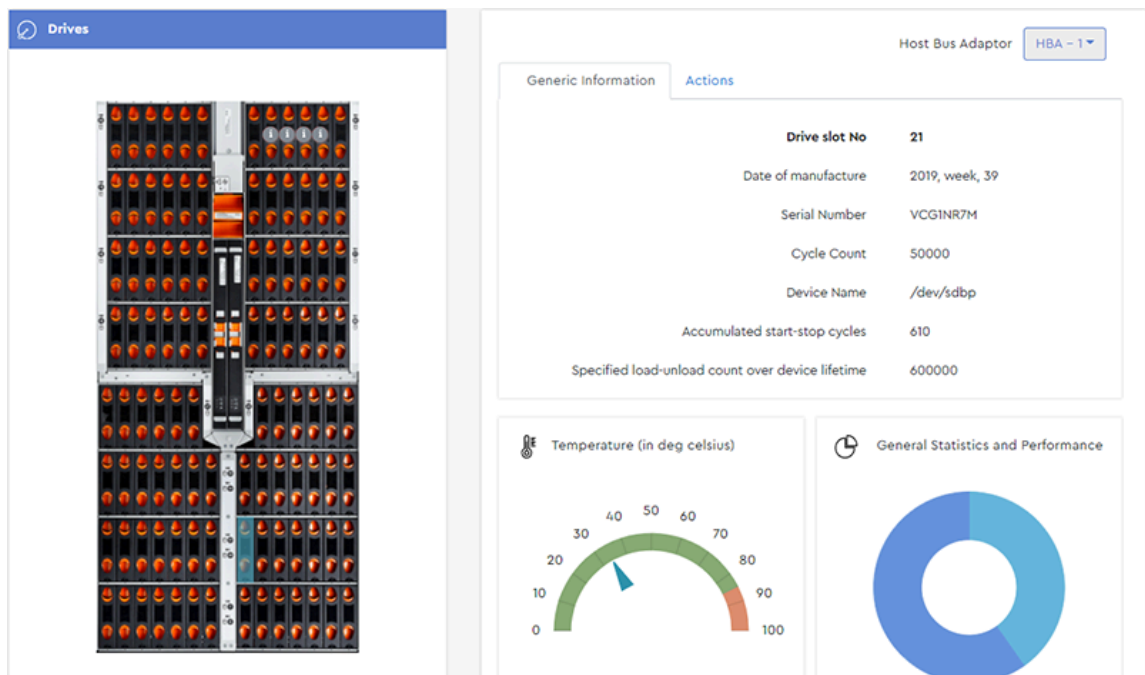 Drives
Host Bus Adaptor HBA - 1
Generic Information Actions
Drive slot No 21
Date of manufacture 2019, week, 39
Serial Number VCG1NR7M
Cycle Count 50000
Device Name /dev/sdbp
Accumulated start-stop cycles 610
Specified load-unload count over device lifetime 600000
Temperature (in deg celsius)
0 10 20 30 40 50 60 70 80 90 100
General Statistics and Performance